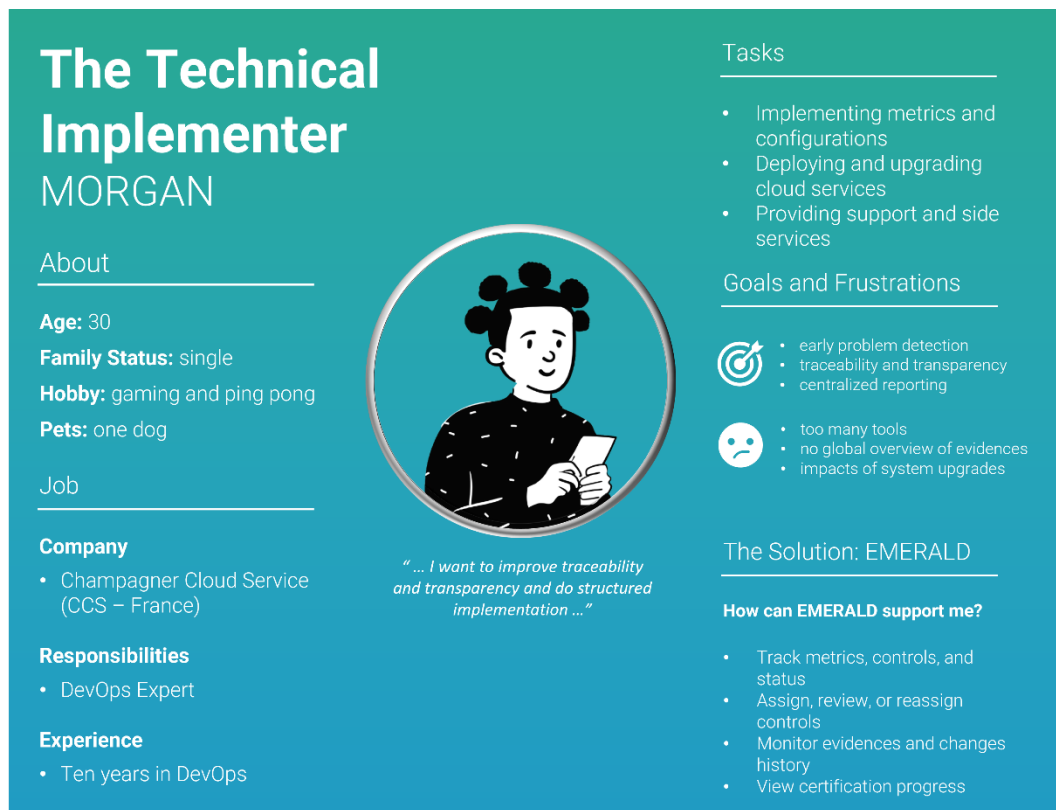 The Technical
Implementer
MORGAN
About
Age: 30
Family Status: single
Hobby: gaming and ping pong
Pets: one dog
Job
Company
• Champagner Cloud Service
(CCS – France)
Responsibilities
• DevOps Expert
Experience
• Ten years in DevOps
“ ... I want to improve traceability
and transparency and do structured
implementation ...”
Tasks
• Implementing metrics and
configurations
• Deploying and upgrading
cloud services
• Providing support and side
services
Goals and Frustrations
• early problem detection
• traceability and transparency
• centralized reporting
• too many tools
• no global overview of evidences
• impacts of system upgrades
The Solution: EMERALD
How can EMERALD support me?
• Track metrics, controls, and
status
• Assign, review, or reassign
controls
• Monitor evidences and changes
history
• View certification progress